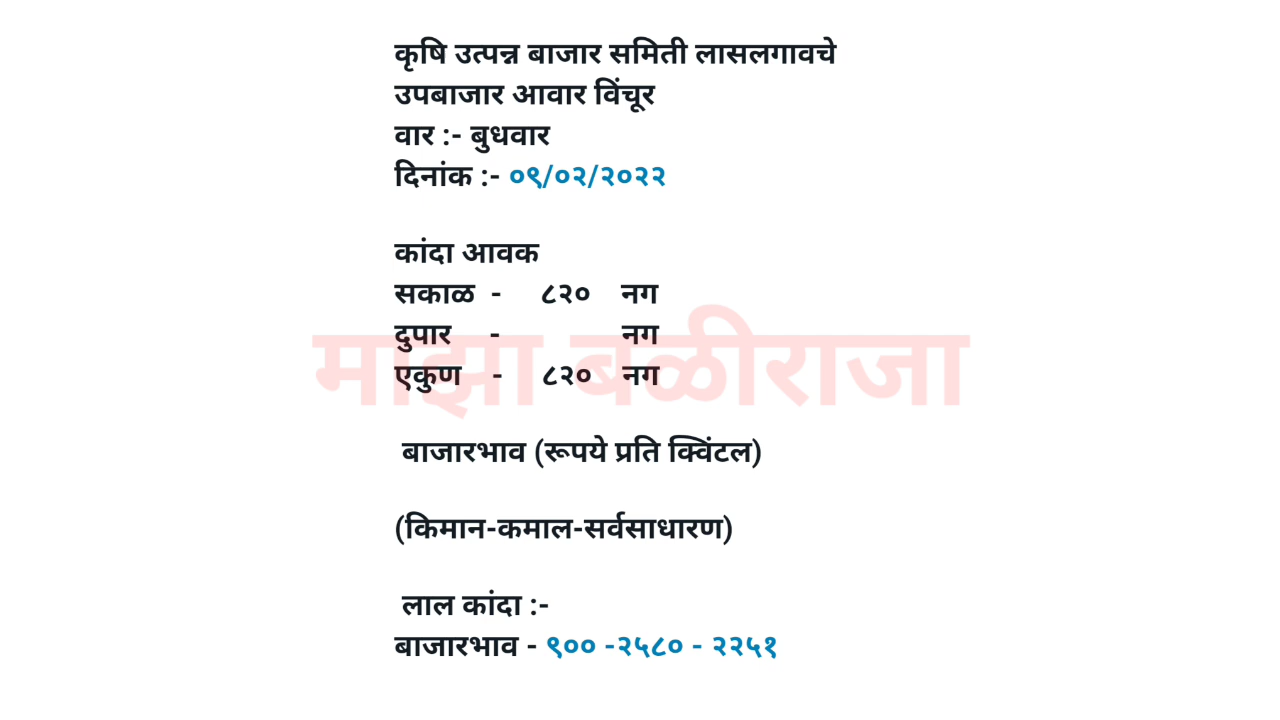 कृषि उत्पन्न बाजार समिती लासलगावचे
उपबाजार आवार विंचूर
वार :- बुधवार
दिनांक :- ०९/०२/२०२२
कांदा आवक
सकाळ - ८२० नग
दुपार - नग
एकुण - ८२० नग
माझा बळीराजा
बाजारभाव (रूपये प्रति क्विंटल)
(किमान-कमाल-सर्वसाधारण)
लाल कांदा :-
बाजारभाव - ९०० -२५८० - २२५१